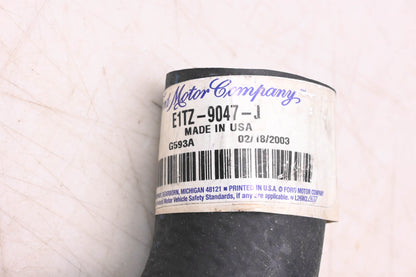 Motor Company
E1TZ-9047-J
MADE IN USA
G593A 02/18/2003
DEARBORN, MICHIGAN 48121 • PRINTED IN U.S.A. © FORD MOTOR COMPANY
Motor Vehicle Safety Standards, if any are applicable.